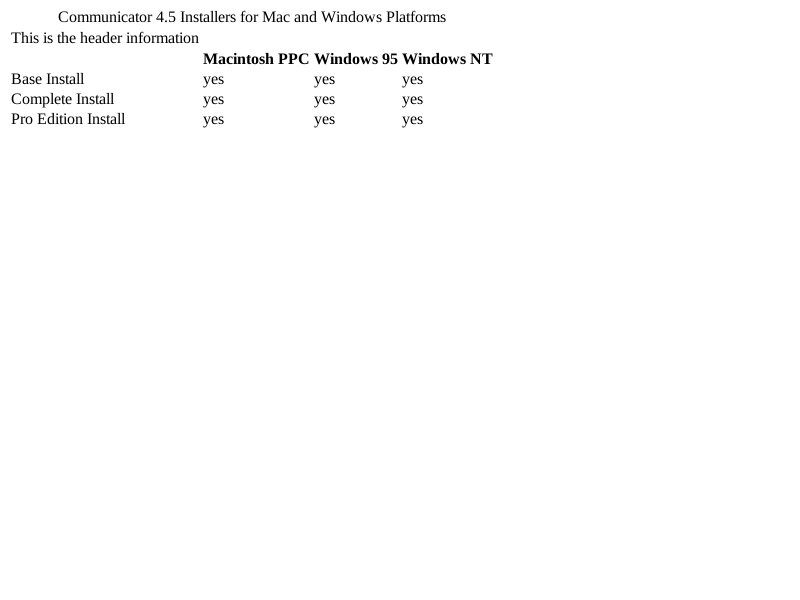 Communicator 4.5 Installers for Mac and Windows Platforms
This is the header information
Macintosh PPC Windows 95 Windows NT
Base Install yes yes yes
Complete Install yes yes yes
Pro Edition Install yes yes yes